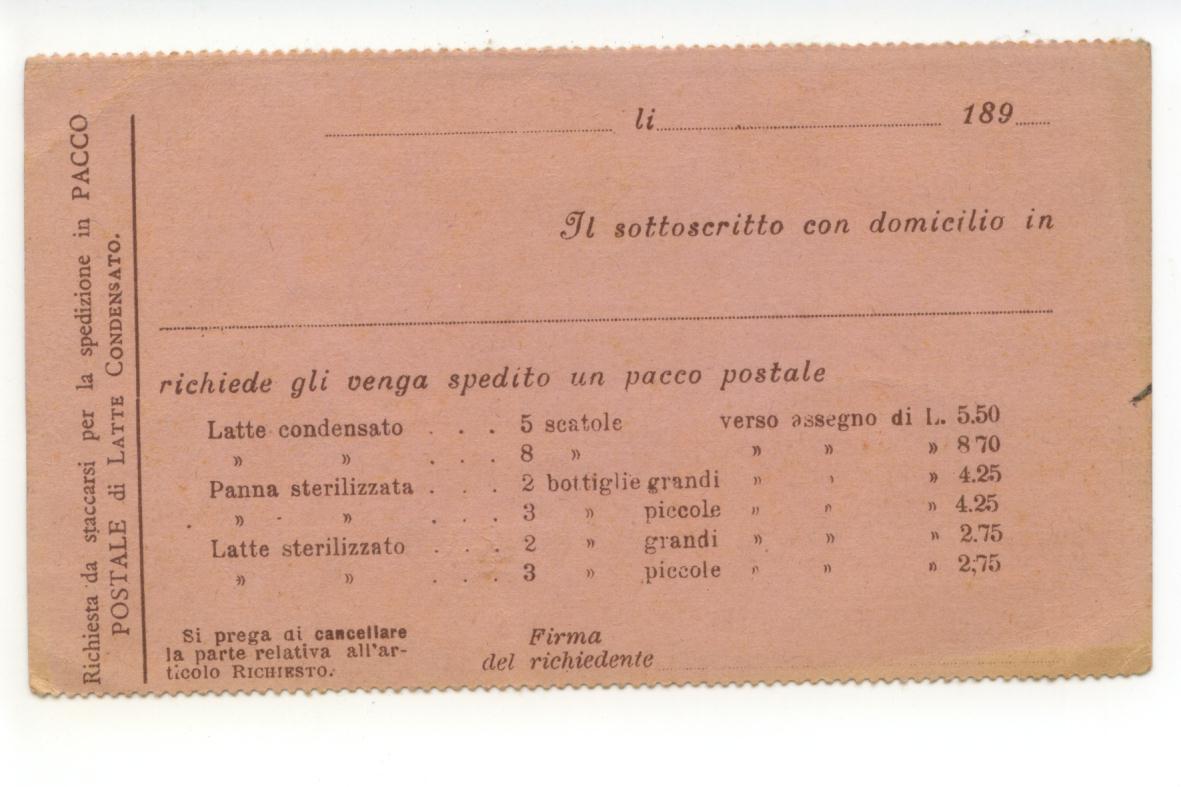 Richiesta da staccarsi per la spedizione in PACCO
POSTALE di LATTE CONDENSATO.
li 189
Il sottoscritto con domicilio in
richiede gli venga spedito un pacco postale
Latte condensato . . . 5 scatole verso assegno di L. 5.50
» » . . . 8 » » » » 8 70
Panna sterilizzata . . . 2 bottiglie grandi » » » 4.25
» » . . . 3 » piccole » » » 4.25
Latte sterilizzato . . . 2 » grandi » » » 2.75
» » . . . 3 » piccole » » » 2,75
Si prega di cancellare
la parte relativa all'ar-
ticolo RICHIESTO.
Firma
del richiedente